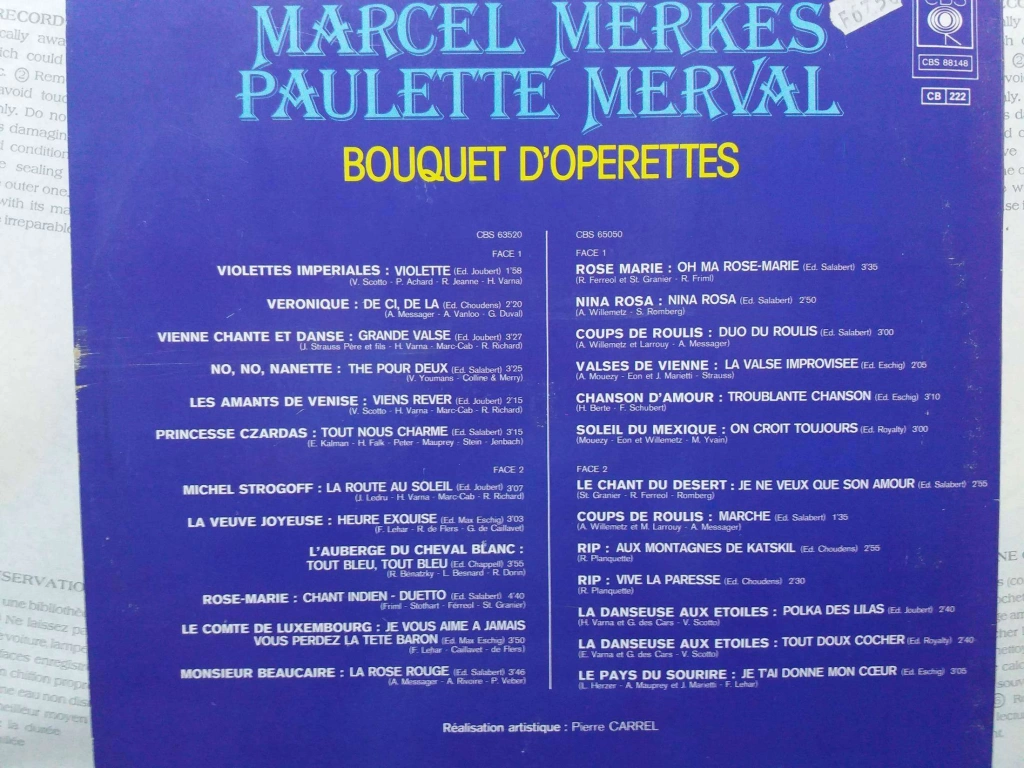 MARCEL MERKES
PAULETTE MERVAL
BOUQUET D'OPERETTES
CBS
CBS 88148
CB 222
CBS 63520
FACE 1
VIOLETTES IMPERIALES : VIOLETTE (Ed. Joubert) 1'58
(V. Scotto - P. Achard - R. Jeanne - H. Varna)
VERONIQUE : DE CI, DE LA (Ed. Choudens) 2'20
(A. Messager - A. Vanloo - G. Duval)
VIENNE CHANTE ET DANSE : GRANDE VALSE (Ed. Joubert) 3'27
(J. Strauss Père et fils - H. Varna - Marc-Cab - R. Richard)
NO, NO, NANETTE : THE POUR DEUX (Ed. Salabert) 3'25
(V. Youmans - Colline & Merry)
LES AMANTS DE VENISE : VIENS REVER (Ed. Joubert) 2'15
(V. Scotto - H. Varna - Marc-Cab - R. Richard)
PRINCESSE CZARDAS : TOUT NOUS CHARME (Ed. Salabert) 3'15
(E. Kalman - H. Falk - Peter - Mauprey - Stein - Jenbach)
FACE 2
MICHEL STROGOFF : LA ROUTE AU SOLEIL (Ed. Joubert) 3'07
(J. Ledru - H. Varna - Marc-Cab - R. Richard)
LA VEUVE JOYEUSE : HEURE EXQUISE (Ed. Max Eschig) 3'03
(F. Lehar - R. de Flers - G. de Caillavet)
L'AUBERGE DU CHEVAL BLANC :
TOUT BLEU, TOUT BLEU (Ed. Chappell) 3'55
(R. Benatzky - L. Besnard - R. Dorin)
ROSE-MARIE : CHANT INDIEN - DUETTO (Ed. Salabert) 4'40
(Friml - Stothart - Ferreol - St. Granier)
LE COMTE DE LUXEMBOURG : JE VOUS AIME A JAMAIS
VOUS PERDEZ LA TETE BARON (Ed. Max Eschig) 3'50
(F. Lehar - Caillavet - de Flers)
MONSIEUR BEAUCAIRE : LA ROSE ROUGE (Ed. Salabert) 3'46
(A. Messager - A. Rivoire - P. Veber)
CBS 65050
FACE 1
ROSE MARIE : OH MA ROSE-MARIE (Ed. Salabert) 3'35
(R. Ferreol et St. Granier - R. Friml)
NINA ROSA : NINA ROSA (Ed. Salabert) 2'50
(A. Willemetz - S. Romberg)
COUPS DE ROULIS : DUO DU ROULIS (Ed. Salabert) 3'00
(A. Willemetz et Larrouy - A. Messager)
VALSES DE VIENNE : LA VALSE IMPROVISEE (Ed. Eschig) 2'05
(A. Mouezy - Eon et J. Marietti - Strauss)
CHANSON D'AMOUR : TROUBLANTE CHANSON (Ed. Eschig) 3'10
(H. Berte - F. Schubert)
SOLEIL DU MEXIQUE : ON CROIT TOUJOURS (Ed. Royalty) 3'00
(Mouezy - Eon et Willemetz - M. Yvain)
FACE 2
LE CHANT DU DESERT : JE NE VEUX QUE SON AMOUR (Ed. Salabert) 2'55
(St. Granier - R. Ferreol - Romberg)
COUPS DE ROULIS : MARCHE (Ed. Salabert) 1'35
(A. Willemetz et M. Larrouy - A. Messager)
RIP : AUX MONTAGNES DE KATSKIL (Ed. Choudens) 2'55
(R. Planquette)
RIP : VIVE LA PARESSE (Ed. Choudens) 2'30
(R. Planquette)
LA DANSEUSE AUX ETOILES : POLKA DES LILAS (Ed. Joubert) 2'40
(H. Varna et G. des Cars - V. Scotto)
LA DANSEUSE AUX ETOILES : TOUT DOUX COCHER (Ed. Royalty) 2'40
(E. Varna et G. des Cars - V. Scotto)
LE PAYS DU SOURIRE : JE T'AI DONNE MON CŒUR (Ed. Eschig) 3'05
(L. Herzer - A. Mauprey et J. Marietti - F. Lehar)
Réalisation artistique : Pierre CARREL